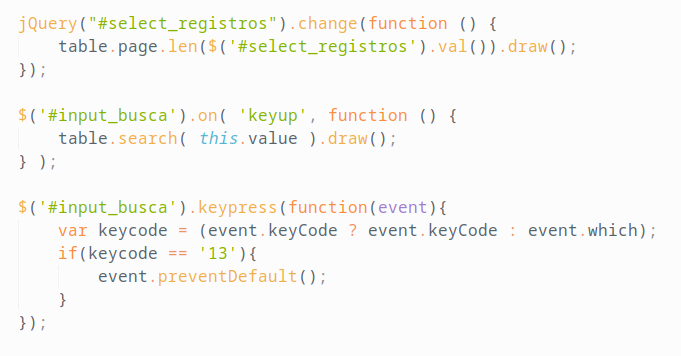 jQuery("#select_registros").change(function () {
    table.page.len($('#select_registros').val()).draw();
});

$('#input_busca').on( 'keyup', function () {
    table.search( this.value ).draw();
} );

$('#input_busca').keypress(function(event){
    var keycode = (event.keyCode ? event.keyCode : event.which);
    if(keycode == '13'){
        event.preventDefault();
    }
});